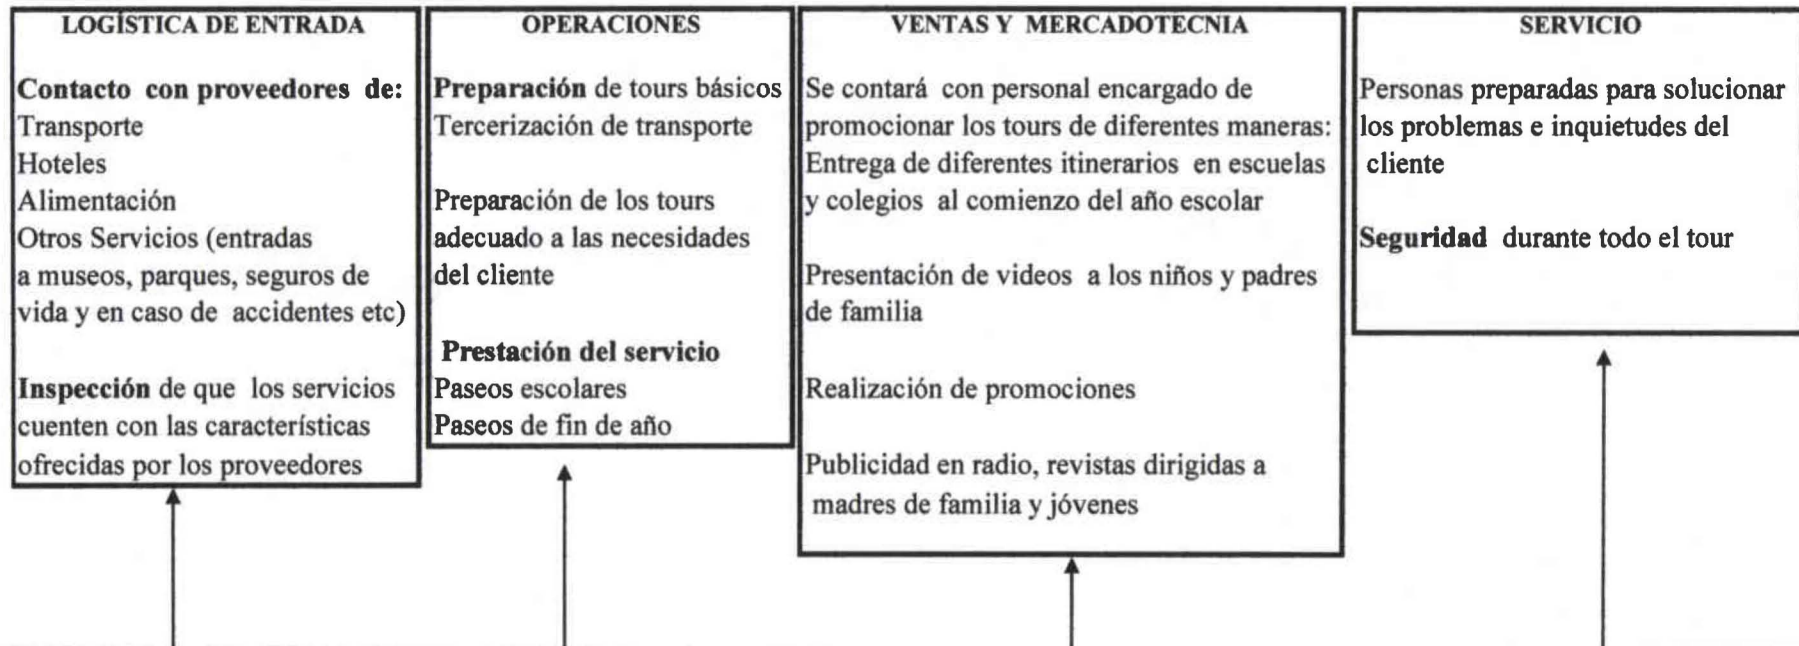 LOGÍSTICA DE ENTRADA
Contacto con proveedores de:
Transporte
Hoteles
Alimentación
Otros Servicios (entradas
a museos, parques, seguros de
vida y en caso de accidentes etc)
Inspección de que los servicios
cuenten con las características
ofrecidas por los proveedores
OPERACIONES
Preparación de tours básicos
Tercerización de transporte
Preparación de los tours
adecuado a las necesidades
del cliente
Prestación del servicio
Paseos escolares
Paseos de fin de año
VENTAS Y MERCADOTECNIA
Se contará con personal encargado de
promocionar los tours de diferentes maneras:
Entrega de diferentes itinerarios en escuelas
y colegios al comienzo del año escolar
Presentación de videos a los niños y padres
de familia
Realización de promociones
Publicidad en radio, revistas dirigidas a
madres de familia y jóvenes
SERVICIO
Personas preparadas para solucionar
los problemas e inquietudes del
cliente
Seguridad durante todo el tour